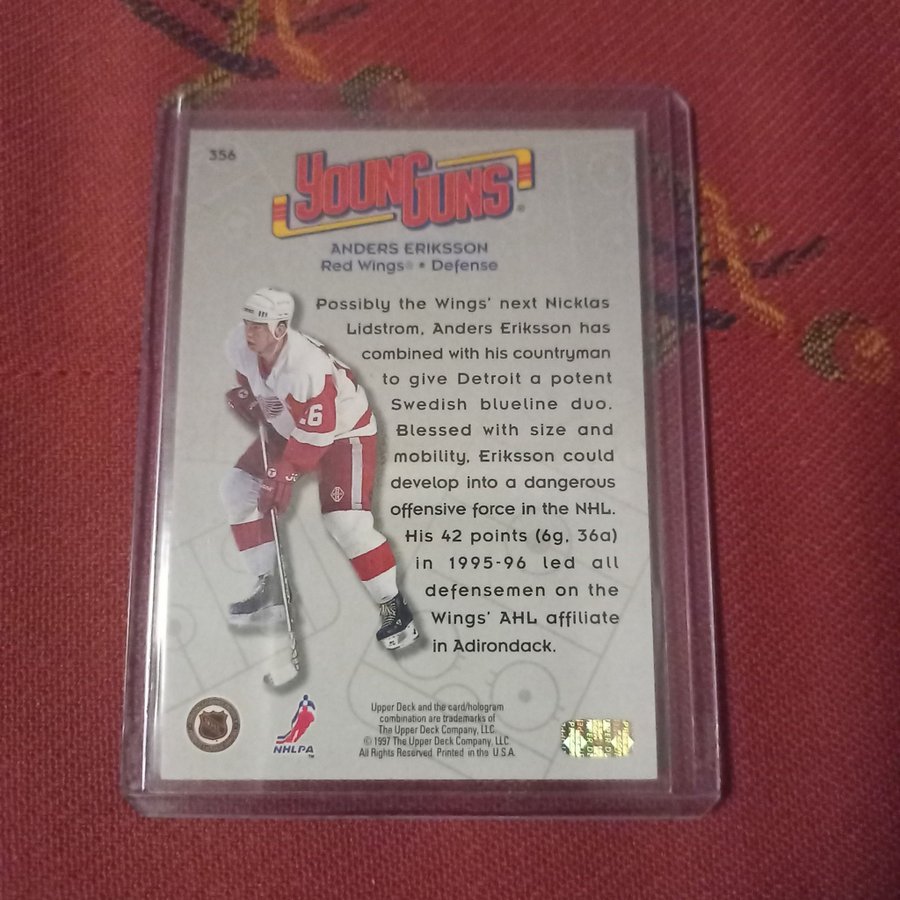 356
YOUNG GUNS®
ANDERS ERIKSSON
Red Wings® • Defense
Possibly the Wings' next Nicklas
Lidstrom, Anders Eriksson has
combined with his countryman
to give Detroit a potent
Swedish blueline duo.
Blessed with size and
mobility, Eriksson could
develop into a dangerous
offensive force in the NHL.
His 42 points (6g, 36a)
in 1995-96 led all
defensemen on the
Wings' AHL affiliate
in Adirondack.
Upper Deck and the card/hologram
combination are trademarks of
The Upper Deck Company, LLC.
© 1997 The Upper Deck Company, LLC.
All Rights Reserved. Printed in the U.S.A.
NHLPA™